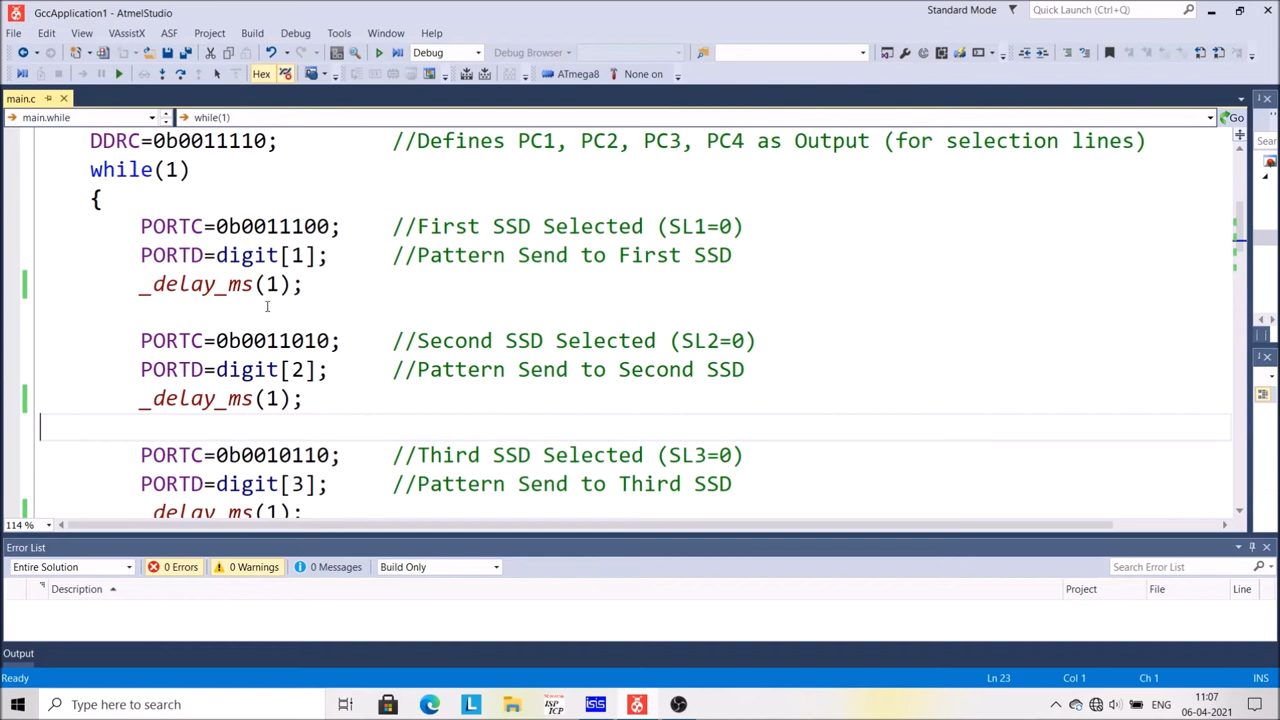 GccApplication1 - AtmelStudio
Standard Mode
Quick Launch (Ctrl+Q)
File Edit View VAssistX ASF Project Build Debug Tools Window Help
Debug
Debug Browser
Hex
ATmega8
None on
main.c
main.while
while(1)
Go
DDRC=0b0011110; //Defines PC1, PC2, PC3, PC4 as Output (for selection lines)
while(1)
{
PORTC=0b0011100; //First SSD Selected (SL1=0)
PORTD=digit[1]; //Pattern Send to First SSD
_delay_ms(1);
PORTC=0b0011010; //Second SSD Selected (SL2=0)
PORTD=digit[2]; //Pattern Send to Second SSD
_delay_ms(1);
PORTC=0b0010110; //Third SSD Selected (SL3=0)
PORTD=digit[3]; //Pattern Send to Third SSD
_delay_ms(1);
Sear
114 %
Error List
Entire Solution
0 Errors
0 Warnings
0 Messages
Build Only
Search Error List
Description
Project
File
Line
Output
Ready
Ln 23
Col 1
Ch 1
INS
Type here to search
L
ISP
ICP
isis
ENG
11:07
06-04-2021